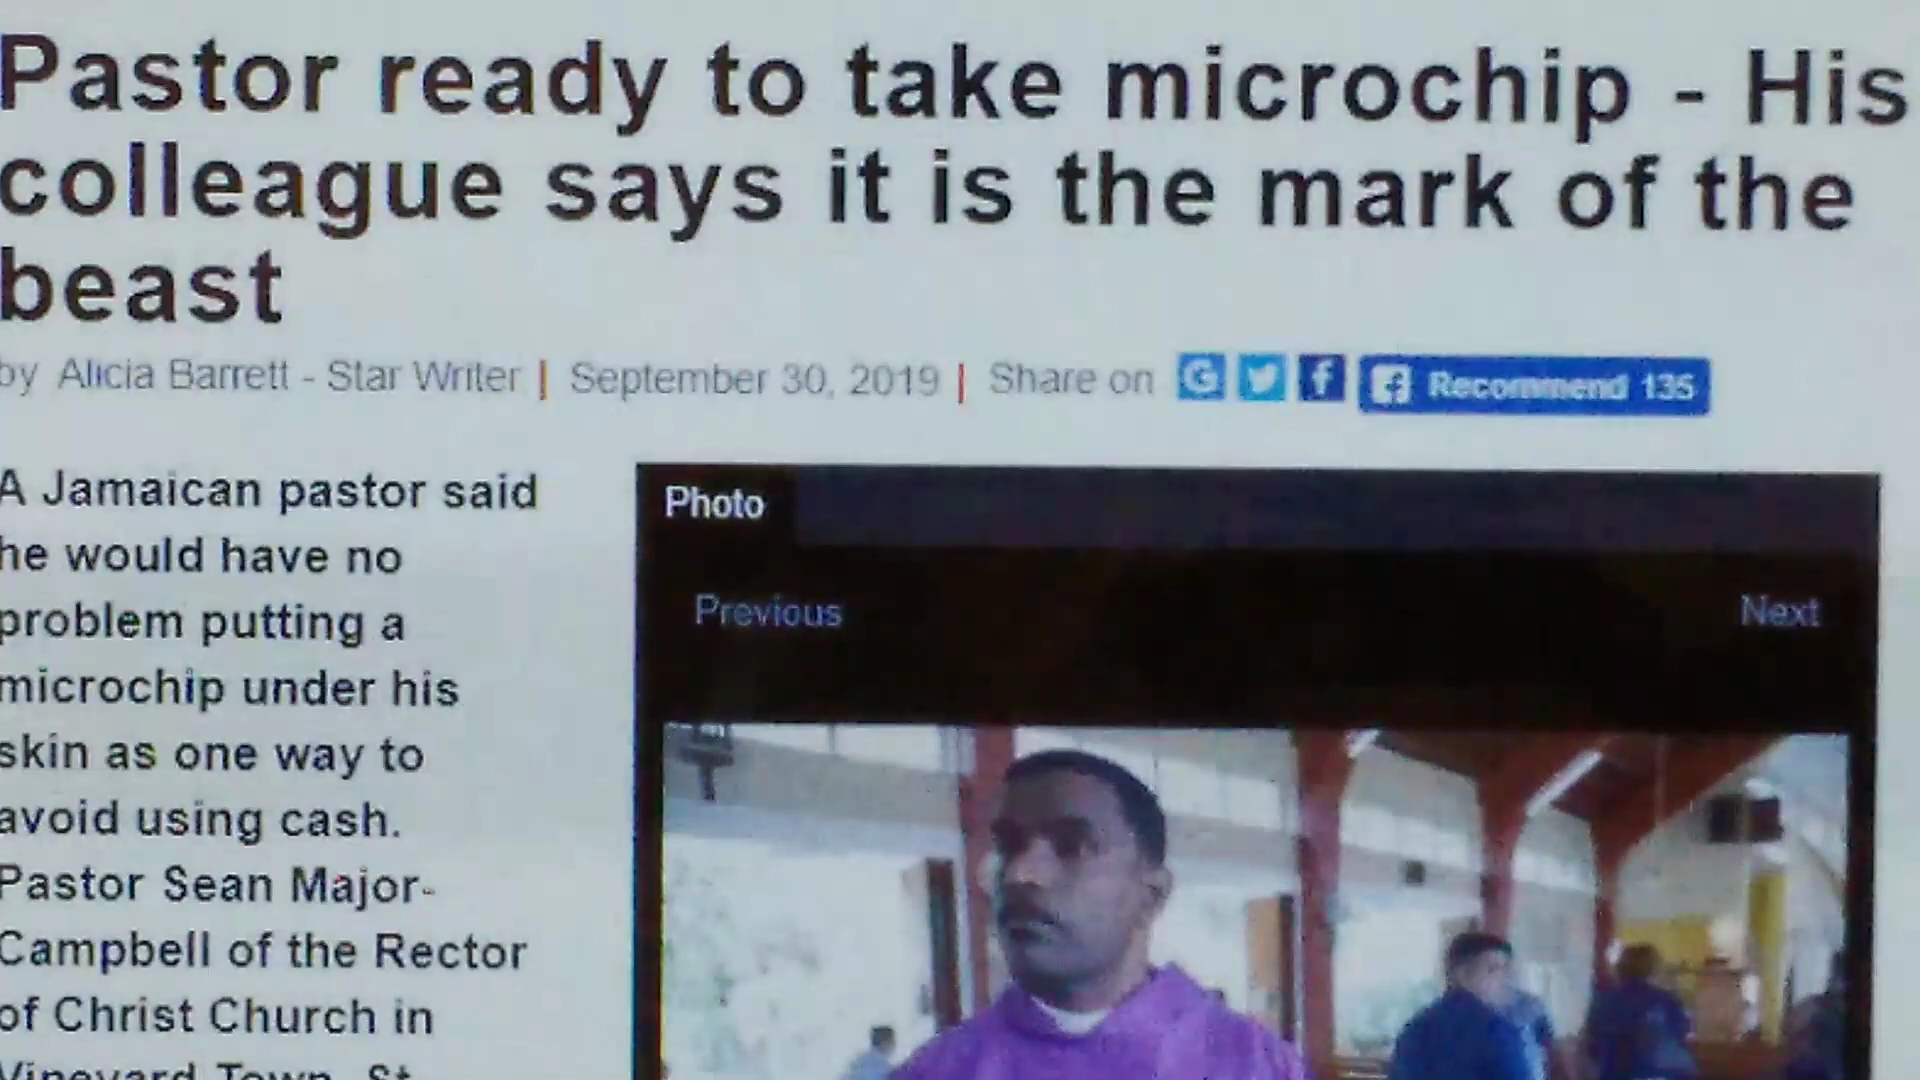 Pastor ready to take microchip - His
colleague says it is the mark of the
beast
by Alicia Barrett - Star Writer | September 30, 2019 | Share on G f f Recommend 135
A Jamaican pastor said
he would have no
problem putting a
microchip under his
skin as one way to
avoid using cash.
Pastor Sean Major-
Campbell of the Rector
of Christ Church in
Vineyard Town, St
Photo
Previous
Next